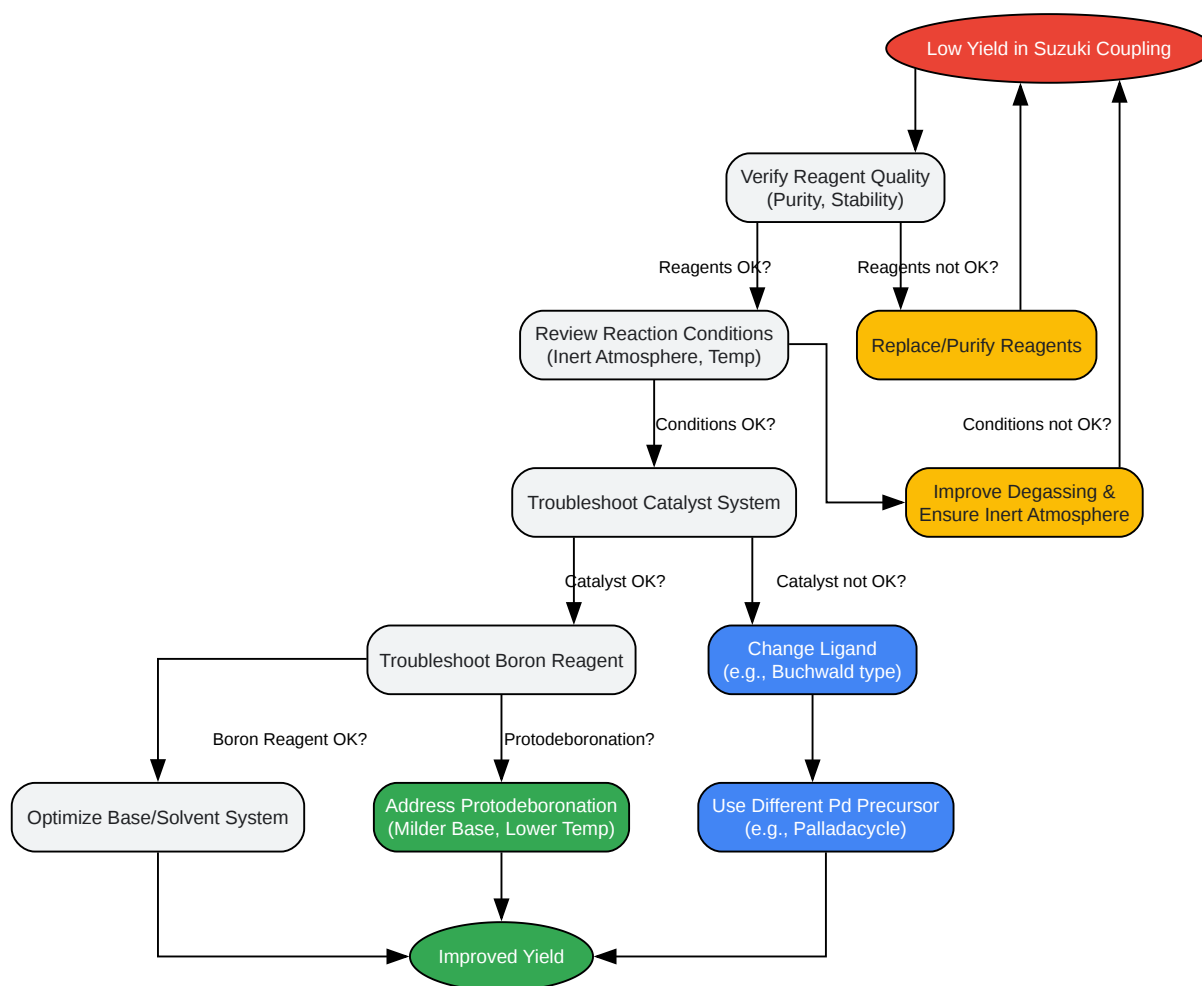 Low Yield in Suzuki Coupling
Verify Reagent Quality
(Purity, Stability)
Reagents OK?
Reagents not OK?
Review Reaction Conditions
(Inert Atmosphere, Temp)
Replace/Purify Reagents
Conditions OK?
Conditions not OK?
Troubleshoot Catalyst System
Improve Degassing &
Ensure Inert Atmosphere
Catalyst OK?
Catalyst not OK?
Troubleshoot Boron Reagent
Change Ligand
(e.g., Buchwald type)
Boron Reagent OK?
Protodeboronation?
Optimize Base/Solvent System
Address Protodeboronation
(Milder Base, Lower Temp)
Use Different Pd Precursor
(e.g., Palladacycle)
Improved Yield